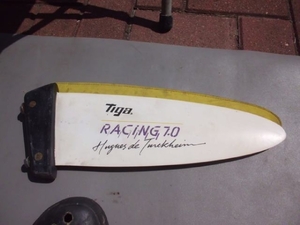 Tiga.
RACING 7.0
Hugues de Turckheim